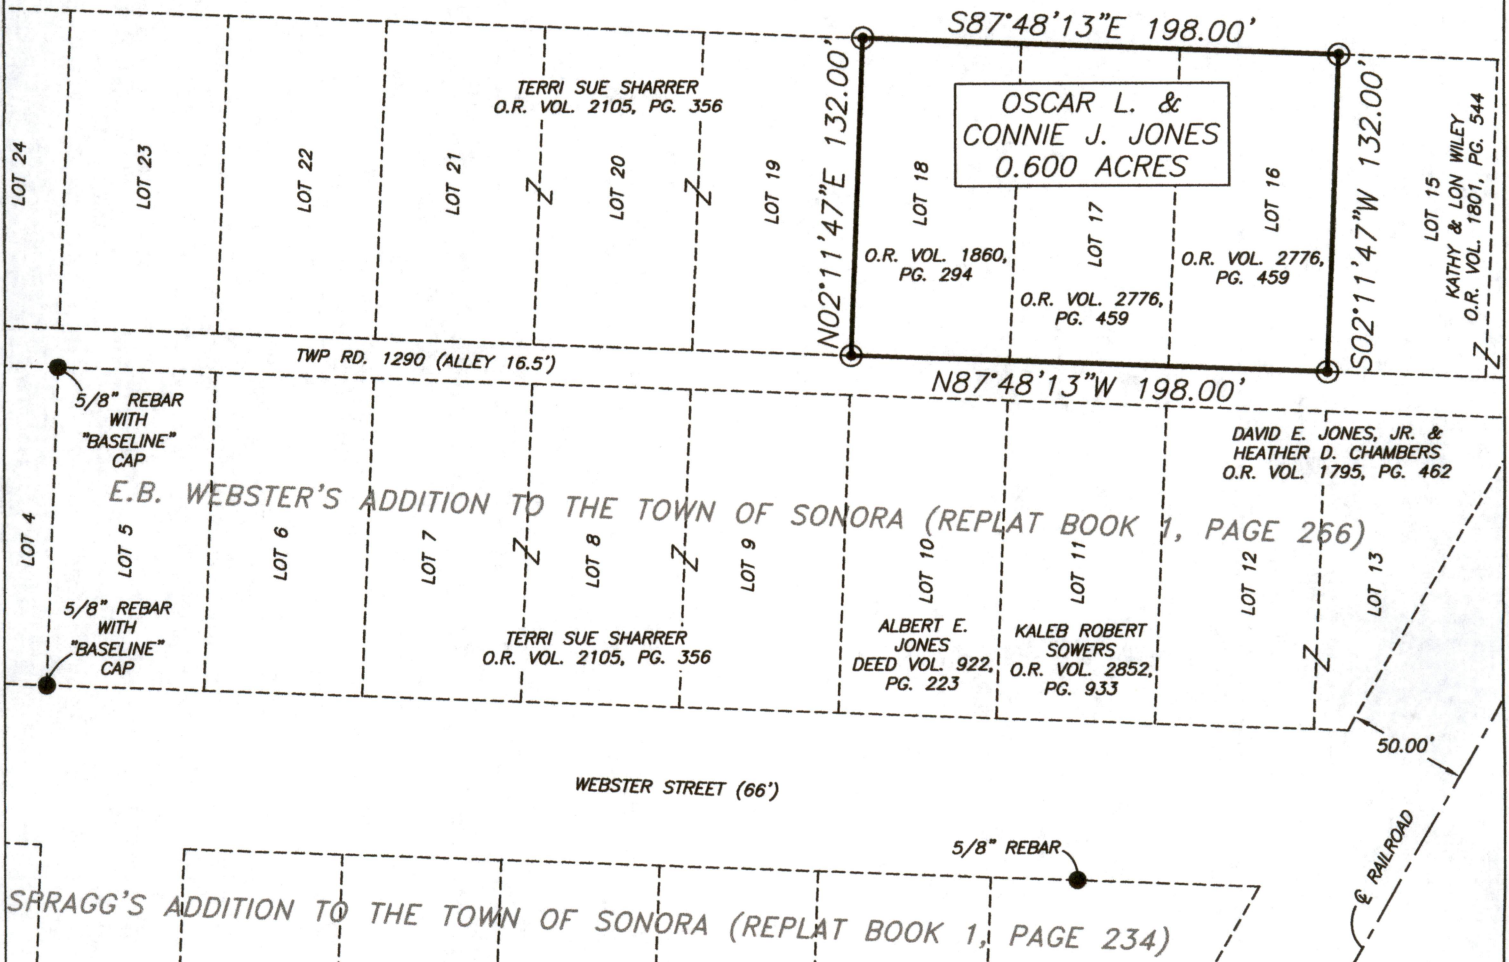 S87°48'13"E 198.00'
TERRI SUE SHARRER
O.R. VOL. 2105, PG. 356
OSCAR L. &
CONNIE J. JONES
0.600 ACRES
N02°11'47"E 132.00'
S02°11'47"W 132.00'
LOT 24
LOT 23
LOT 22
LOT 21
LOT 20
LOT 19
LOT 18
LOT 17
LOT 16
LOT 15
KATHY & LON WILEY
O.R. VOL. 1801, PG. 544
O.R. VOL. 1860,
PG. 294
O.R. VOL. 2776,
PG. 459
O.R. VOL. 2776,
PG. 459
Z
Z
Z
TWP RD. 1290 (ALLEY 16.5')
N87°48'13"W 198.00'
5/8" REBAR
WITH
"BASELINE"
CAP
DAVID E. JONES, JR. &
HEATHER D. CHAMBERS
O.R. VOL. 1795, PG. 462
E.B. WEBSTER'S ADDITION TO THE TOWN OF SONORA (REPLAT BOOK 1, PAGE 266)
LOT 4
LOT 5
LOT 6
LOT 7
LOT 8
LOT 9
LOT 10
LOT 11
LOT 12
LOT 13
Z
Z
Z
5/8" REBAR
WITH
"BASELINE"
CAP
TERRI SUE SHARRER
O.R. VOL. 2105, PG. 356
ALBERT E.
JONES
DEED VOL. 922,
PG. 223
KALEB ROBERT
SOWERS
O.R. VOL. 2852,
PG. 933
50.00'
WEBSTER STREET (66')
5/8" REBAR
℄ RAILROAD
SPRAGG'S ADDITION TO THE TOWN OF SONORA (REPLAT BOOK 1, PAGE 234)